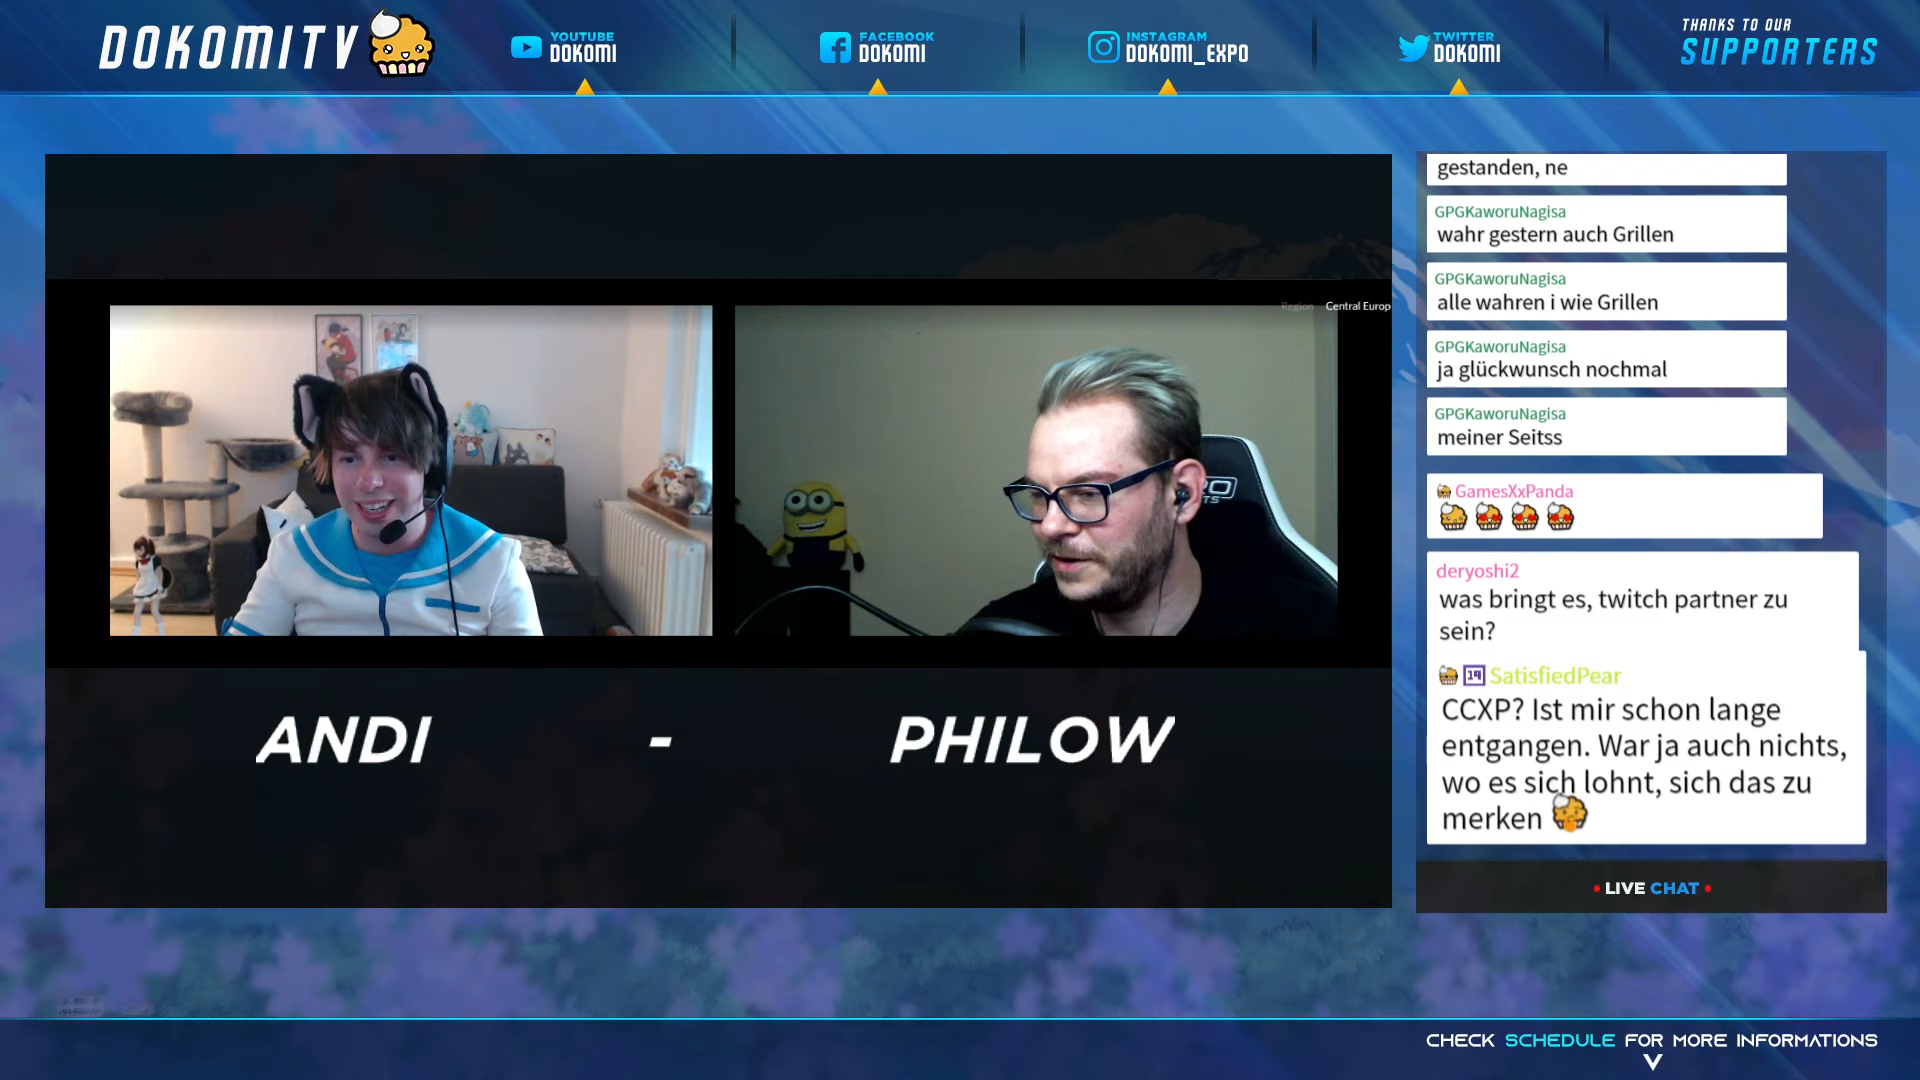 DOKOMITV
YOUTUBE
DOKOMI
FACEBOOK
DOKOMI
INSTAGRAM
DOKOMI_EXPO
TWITTER
DOKOMI
THANKS TO OUR
SUPPORTERS
Region Central Europ
ANDI - PHILOW
gestanden, ne
GPGKaworuNagisa
wahr gestern auch Grillen
GPGKaworuNagisa
alle wahren i wie Grillen
GPGKaworuNagisa
ja glückwunsch nochmal
GPGKaworuNagisa
meiner Seitss
GamesXxPanda
deryoshi2
was bringt es, twitch partner zu
sein?
19 SatisfiedPear
CCXP? Ist mir schon lange
entgangen. War ja auch nichts,
wo es sich lohnt, sich das zu
merken
• LIVE CHAT •
CHECK SCHEDULE FOR MORE INFORMATIONS